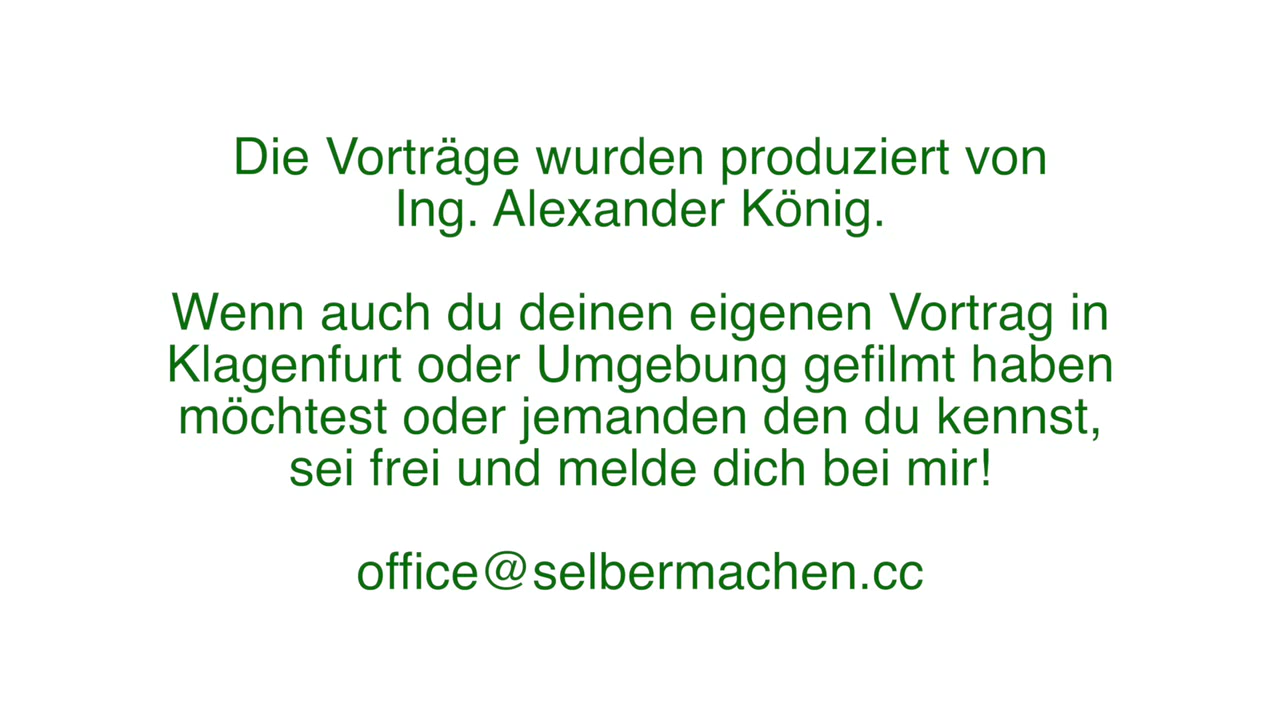 Die Vorträge wurden produziert von
Ing. Alexander König.
Wenn auch du deinen eigenen Vortrag in
Klagenfurt oder Umgebung gefilmt haben
möchtest oder jemanden den du kennst,
sei frei und melde dich bei mir!
office@selbermachen.cc